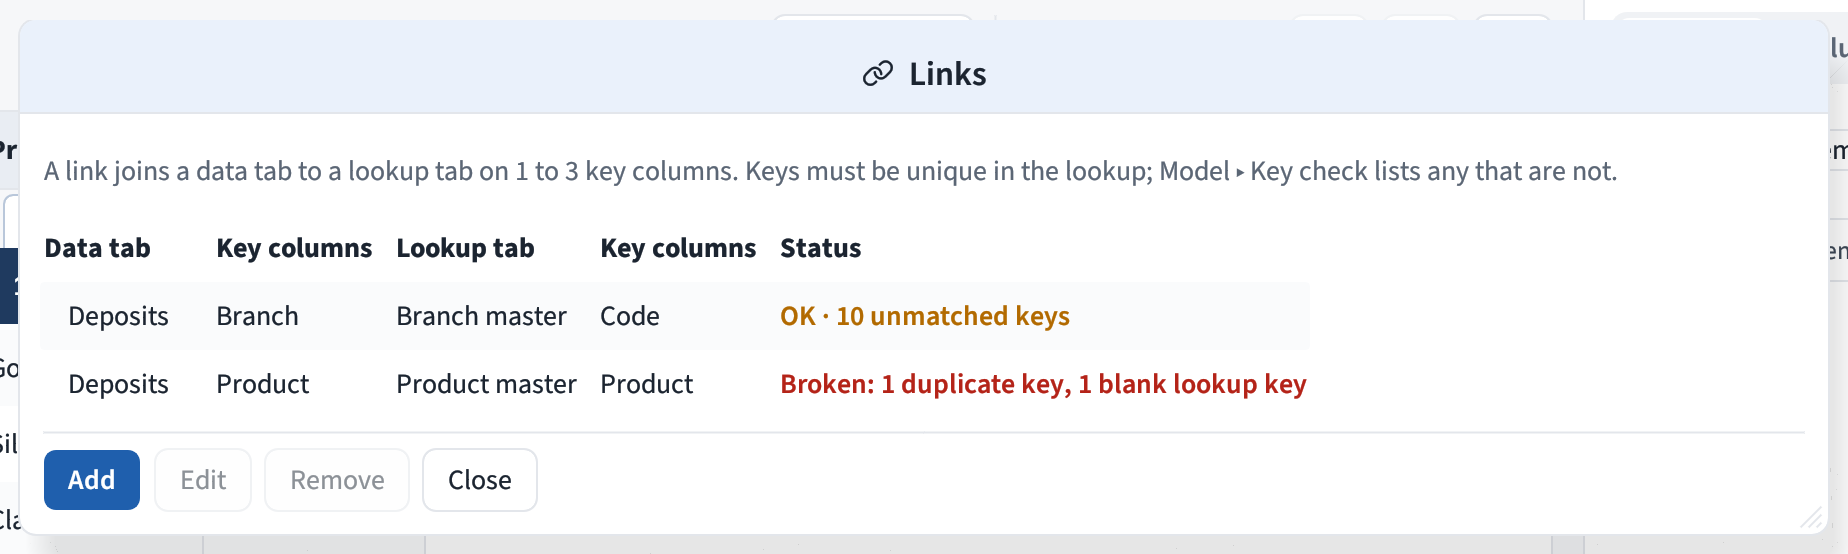 Links
A link joins a data tab to a lookup tab on 1 to 3 key columns. Keys must be unique in the lookup; Model ▸ Key check lists any that are not.
Data tab Key columns Lookup tab Key columns Status
Deposits Branch Branch master Code OK · 10 unmatched keys
Deposits Product Product master Product Broken: 1 duplicate key, 1 blank lookup key
Add Edit Remove Close